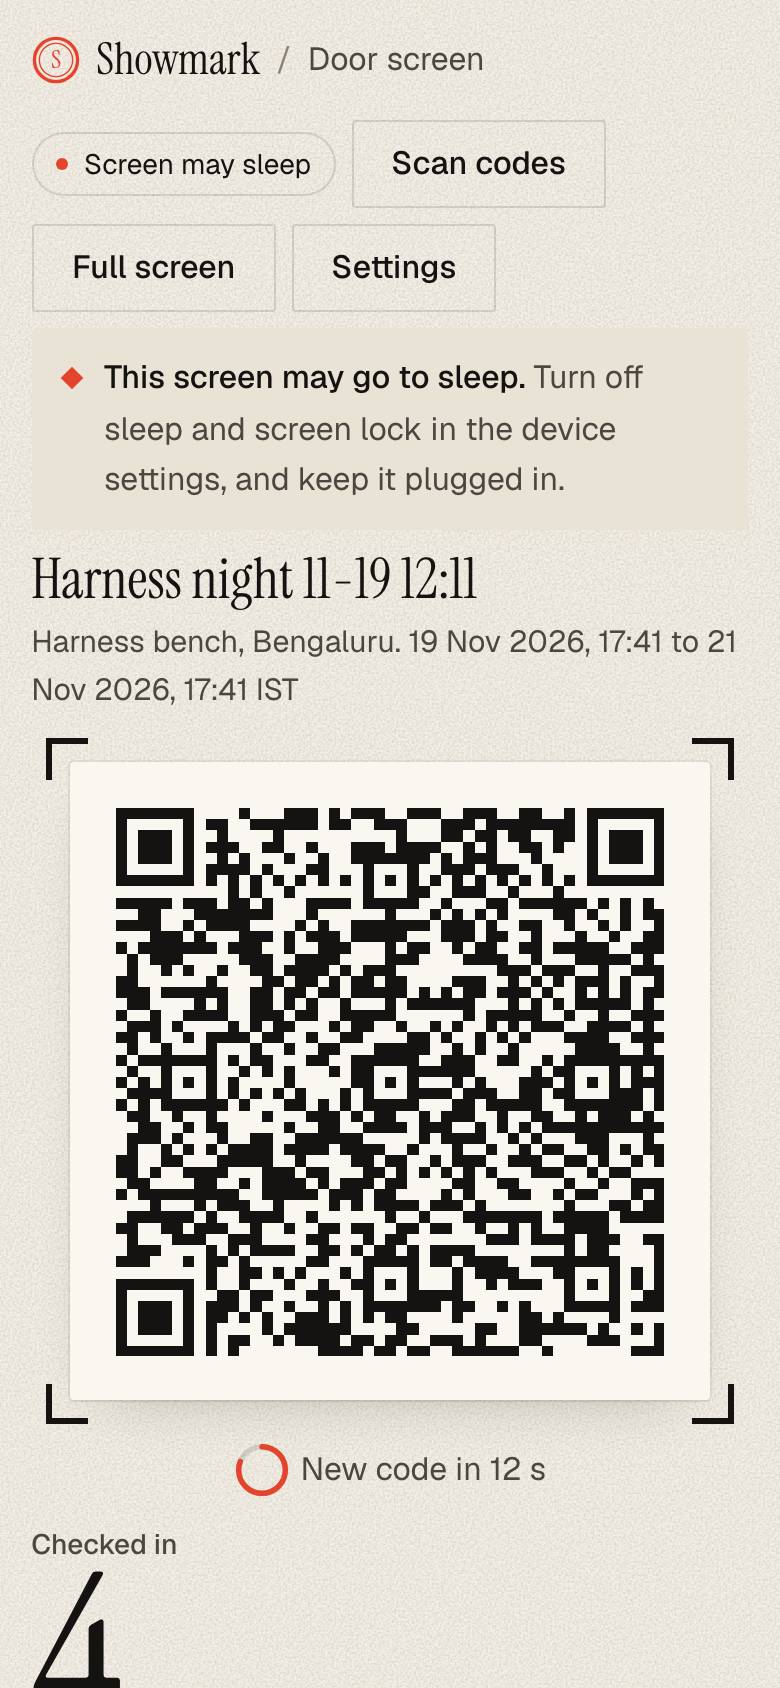 S Showmark / Door screen
Screen may sleep
Scan codes
Full screen
Settings
This screen may go to sleep. Turn off
sleep and screen lock in the device
settings, and keep it plugged in.
Harness night 11-19 12:11
Harness bench, Bengaluru. 19 Nov 2026, 17:41 to 21
Nov 2026, 17:41 IST
New code in 12 s
Checked in
4